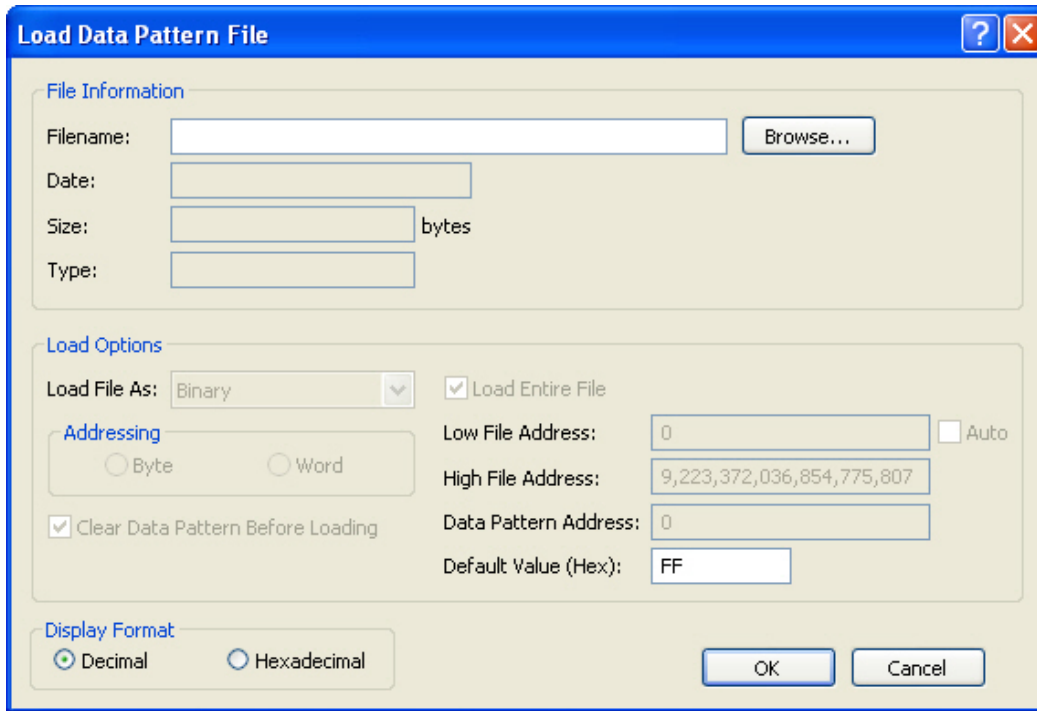 Load Data Pattern File
File Information
Filename: Browse...
Date:
Size: bytes
Type:
Load Options
Load File As: Binary Load Entire File
Addressing Low File Address: 0 Auto
Byte Word High File Address: 9,223,372,036,854,775,807
Clear Data Pattern Before Loading Data Pattern Address: 0
Default Value (Hex): FF
Display Format
Decimal Hexadecimal OK Cancel